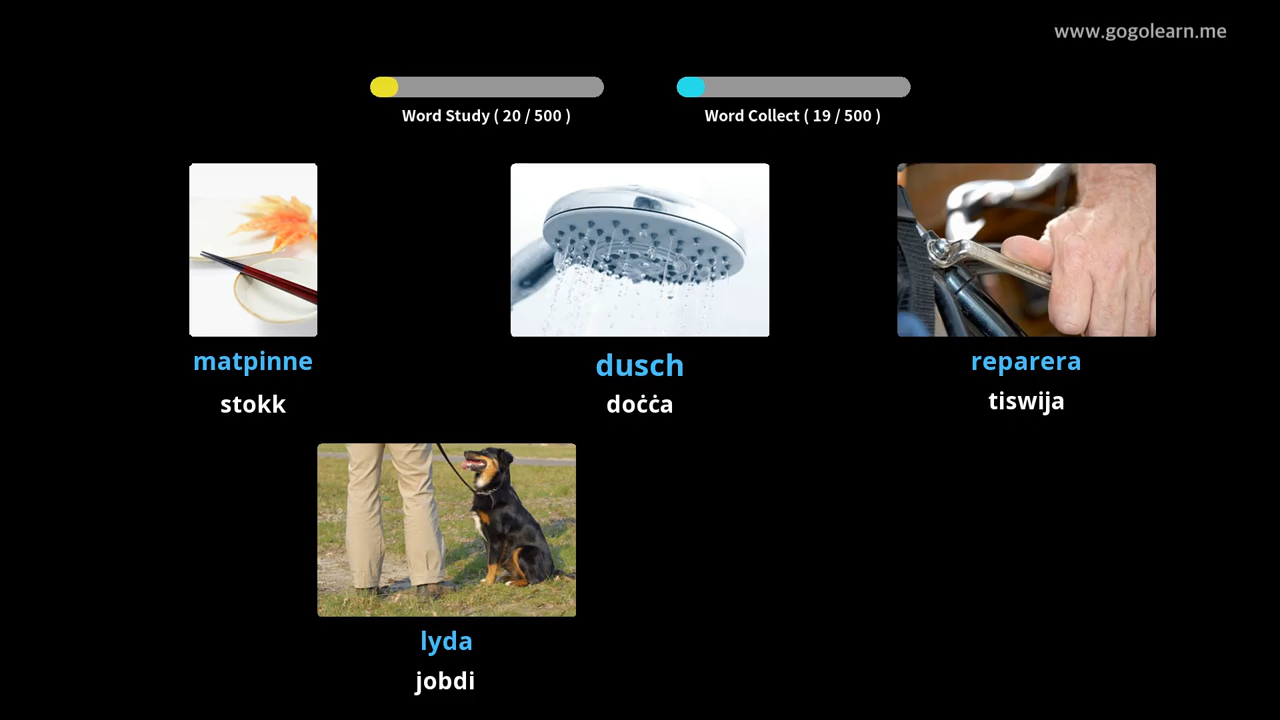 www.gogolearn.me
Word Study ( 20 / 500 )
Word Collect ( 19 / 500 )
matpinne
stokk
dusch
doċċa
reparera
tiswija
lyda
jobdi